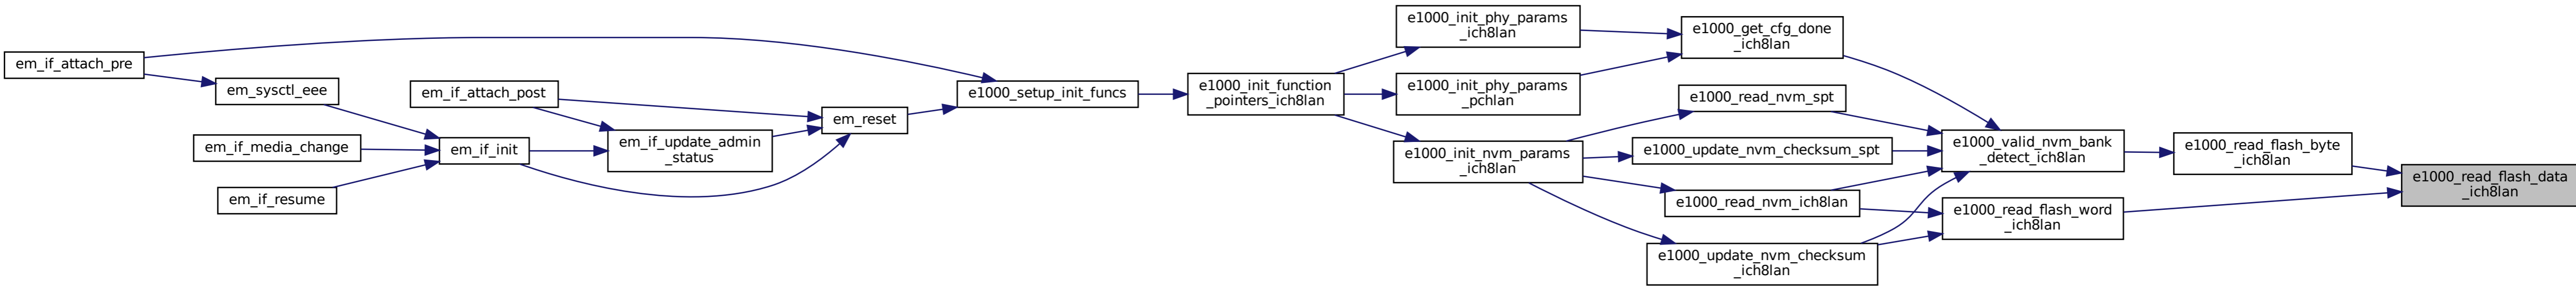 em_if_attach_pre
em_sysctl_eee
em_if_media_change
em_if_resume
em_if_attach_post
em_if_init
em_if_update_admin
_status
em_reset
e1000_setup_init_funcs
e1000_init_function
_pointers_ich8lan
e1000_init_phy_params
_ich8lan
e1000_init_phy_params
_pchlan
e1000_init_nvm_params
_ich8lan
e1000_get_cfg_done
_ich8lan
e1000_read_nvm_spt
e1000_update_nvm_checksum_spt
e1000_read_nvm_ich8lan
e1000_update_nvm_checksum
_ich8lan
e1000_valid_nvm_bank
_detect_ich8lan
e1000_read_flash_word
_ich8lan
e1000_read_flash_byte
_ich8lan
e1000_read_flash_data
_ich8lan